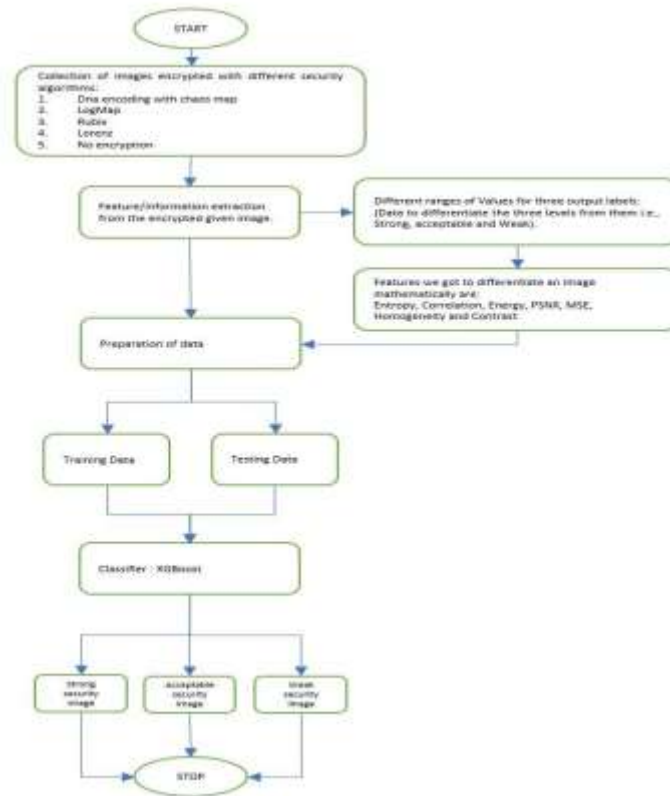 START
Collection of images encrypted with different security
algorithms:
1. Dna encoding with chaos map
2. LogMap
3. Rubix
4. Lorenz
5. No encryption
Feature/Information extraction
from the encrypted given image.
Different ranges of Values for three output labels:
(Data to differentiate the three levels from them i.e.,
Strong, acceptable and Weak).
Features we got to differentiate an image
mathematically are:
Entropy, Correlation, Energy, PSNR, MSE,
Homogeneity and Contrast
Preparation of data
Training Data
Testing Data
Classifier : XGBoost
Strong
security
image
Acceptable
security
image
Weak
security
image
STOP